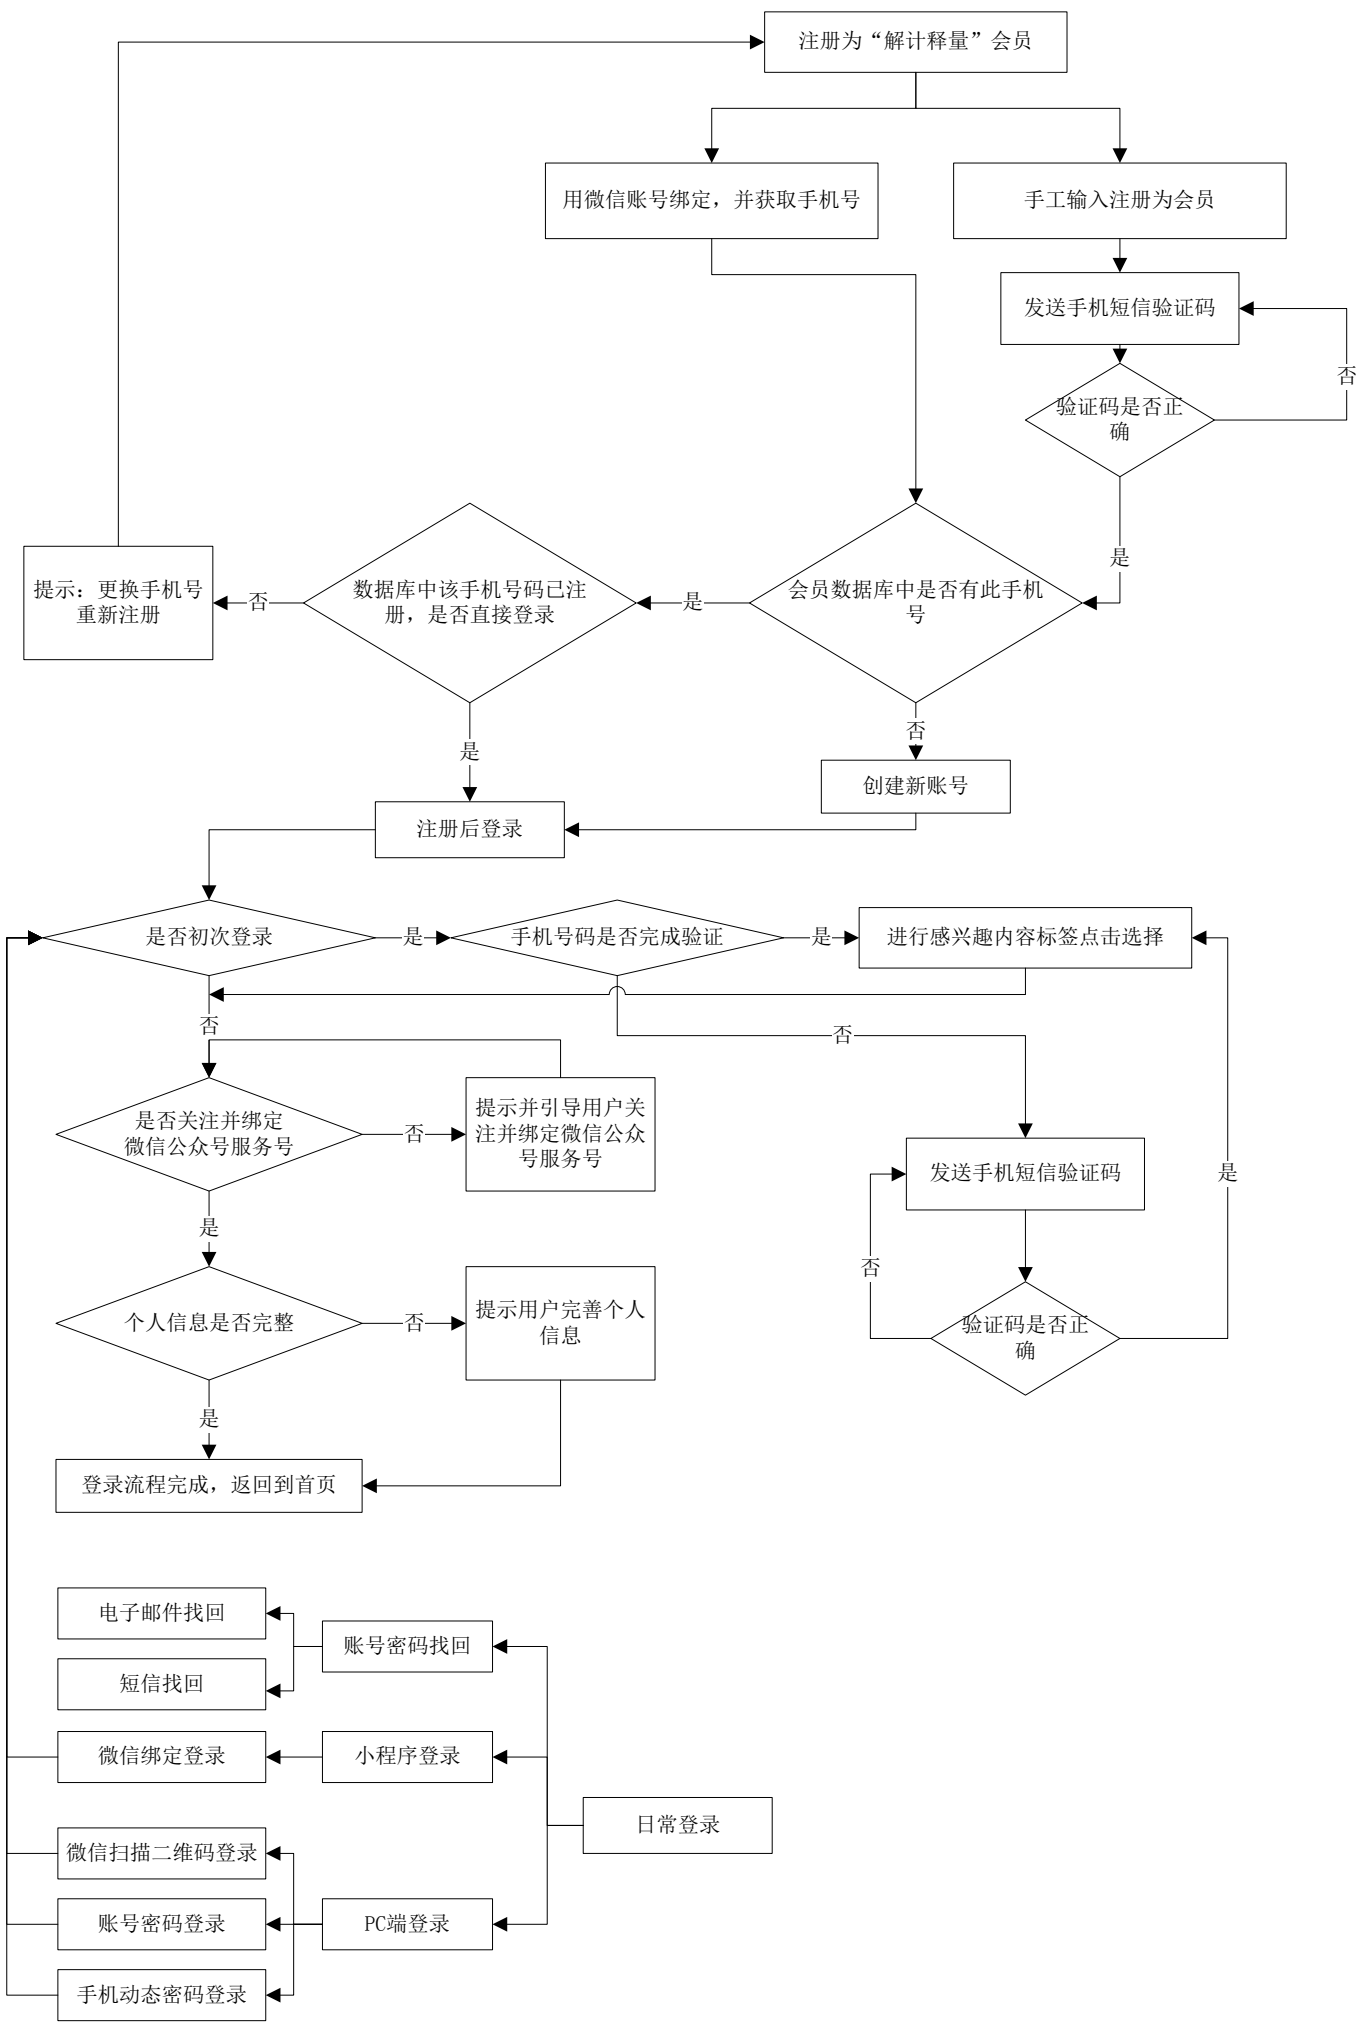 注册为“解计释量”会员
用微信账号绑定，并获取手机号
手工输入注册为会员
发送手机短信验证码
否
验证码是否正
确
是
提示：更换手机号
重新注册
否
数据库中该手机号码已注
册，是否直接登录
是
会员数据库中是否有此手机
号
是
否
创建新账号
注册后登录
是否初次登录
是
手机号码是否完成验证
是
进行感兴趣内容标签点击选择
否
否
是否关注并绑定
微信公众号服务号
否
提示并引导用户关
注并绑定微信公众
号服务号
发送手机短信验证码
是
是
否
个人信息是否完整
否
提示用户完善个人
信息
验证码是否正
确
是
登录流程完成，返回到首页
电子邮件找回
账号密码找回
短信找回
微信绑定登录
小程序登录
日常登录
微信扫描二维码登录
账号密码登录
PC端登录
手机动态密码登录